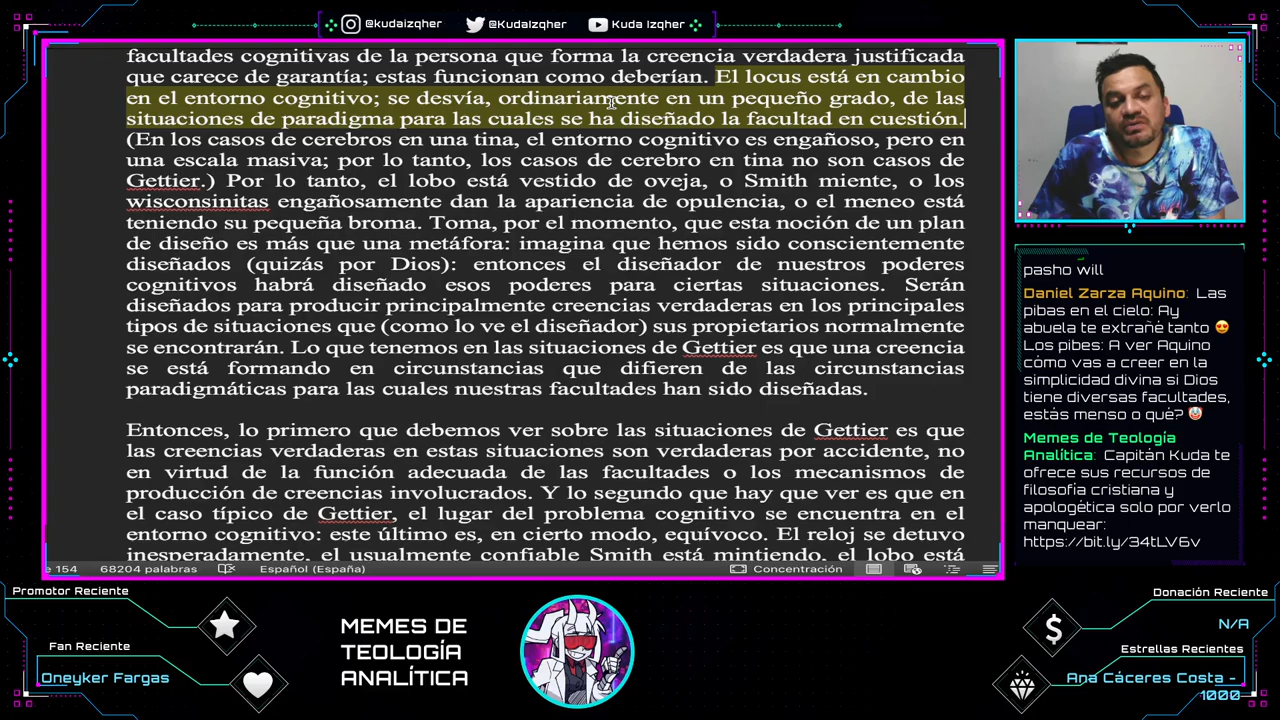 @kudaizqher
@KudaIzqher
Kuda Izqher
facultades cognitivas de la persona que forma la creencia verdadera justificada
que carece de garantía; estas funcionan como deberían. El locus está en cambio
en el entorno cognitivo; se desvía, ordinariamente en un pequeño grado, de las
situaciones de paradigma para las cuales se ha diseñado la facultad en cuestión.
(En los casos de cerebros en una tina, el entorno cognitivo es engañoso, pero en
una escala masiva; por lo tanto, los casos de cerebro en tina no son casos de
Gettier.) Por lo tanto, el lobo está vestido de oveja, o Smith miente, o los
wisconsinitas engañosamente dan la apariencia de opulencia, o el meneo está
teniendo su pequeña broma. Toma, por el momento, que esta noción de un plan
de diseño es más que una metáfora: imagina que hemos sido conscientemente
diseñados (quizás por Dios): entonces el diseñador de nuestros poderes
cognitivos habrá diseñado esos poderes para ciertas situaciones. Serán
diseñados para producir principalmente creencias verdaderas en los principales
tipos de situaciones que (como lo ve el diseñador) sus propietarios normalmente
se encontrarán. Lo que tenemos en las situaciones de Gettier es que una creencia
se está formando en circunstancias que difieren de las circunstancias
paradigmáticas para las cuales nuestras facultades han sido diseñadas.
Entonces, lo primero que debemos ver sobre las situaciones de Gettier es que
las creencias verdaderas en estas situaciones son verdaderas por accidente, no
en virtud de la función adecuada de las facultades o los mecanismos de
producción de creencias involucrados. Y lo segundo que hay que ver es que en
el caso típico de Gettier, el lugar del problema cognitivo se encuentra en el
entorno cognitivo: este último es, en cierto modo, equívoco. El reloj se detuvo
inesperadamente, el usualmente confiable Smith está mintiendo, el lobo está
e 154 68204 palabras Español (España) Concentración
pasho will
Daniel Zarza Aquino: Las
pibas en el cielo: Ay
abuela te extrañé tanto 😍
Los pibes: A ver Aquino
cómo vas a creer en la
simplicidad divina si Dios
tiene diversas facultades,
estás menso o qué? 🤡
Memes de Teología
Analítica: Capitán Kuda te
ofrece sus recursos de
filosofía cristiana y
apologética solo por verlo
manquear:
https://bit.ly/34tLV6v
Promotor Reciente
Fan Reciente
Oneyker Fargas
MEMES DE
TEOLOGÍA
ANALÍTICA
Donación Reciente
N/A
Estrellas Recientes
Ana Cáceres Costa -
1000